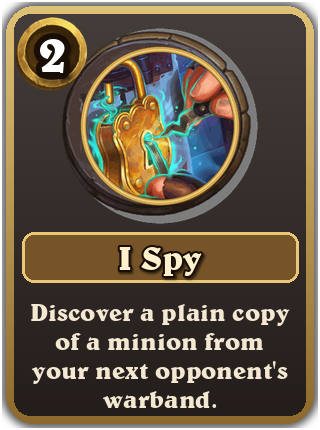 2
I Spy
Discover a plain copy
of a minion from
your next opponent's
warband.